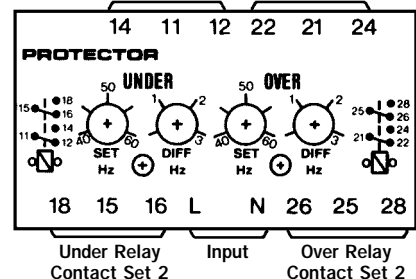 14 11 12 22 21 24
PROTECTOR
UNDER OVER
50 1 2 50 1 2
40 60 3 40 60 3
15 18 16 14 11 12
25 28 26 24 21 22
SET DIFF SET DIFF
Hz Hz Hz Hz
18 15 16 L N 26 25 28
Under Relay Input Over Relay
Contact Set 2 Contact Set 2